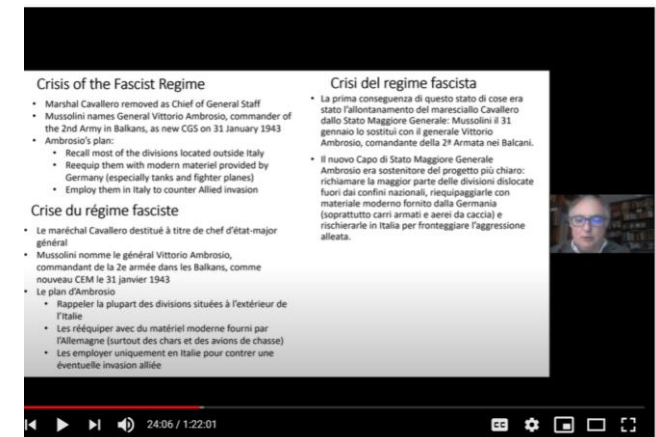 Crisis of the Fascist Regime
• Marshal Cavallero removed as Chief of General Staff
• Mussolini names General Vittorio Ambrosio, commander of
the 2nd Army in Balkans, as new CGS on 31 January 1943
• Ambrosio's plan:
• Recall most of the divisions located outside Italy
• Reequip them with modern materiel provided by
Germany (especially tanks and fighter planes)
• Employ them in Italy to counter Allied invasion
Crise du régime fasciste
• Le maréchal Cavallero destitué à titre de chef d'état-major
général
• Mussolini nomme le général Vittorio Ambrosio,
commandant de la 2e armée dans les Balkans, comme
nouveau CEM le 31 janvier 1943
• Le plan d'Ambrosio
• Rappeler la plupart des divisions situées à l'extérieur de
l'Italie
• Les rééquiper avec du matériel moderne fourni par
l'Allemagne (surtout des chars et des avions de chasse)
• Les employer uniquement en Italie pour contrer une
éventuelle invasion alliée
Crisi del regime fascista
• La prima conseguenza di questo stato di cose era
stato l'allontanamento del maresciallo Cavallero
dallo Stato Maggiore Generale: Mussolini il 31
gennaio lo sostituì con il generale Vittorio
Ambrosio, comandante della 2ª Armata nei Balcani.
• Il nuovo Capo di Stato Maggiore Generale
Ambrosio era sostenitore del progetto più chiaro:
richiamare la maggior parte delle divisioni dislocate
fuori dai confini nazionali, riequipaggiarle con
materiale moderno fornito dalla Germania
(soprattutto carri armati e aerei da caccia) e
rischierarle in Italia per fronteggiare l'aggressione
alleata.
24:06 / 1:22:01
CC